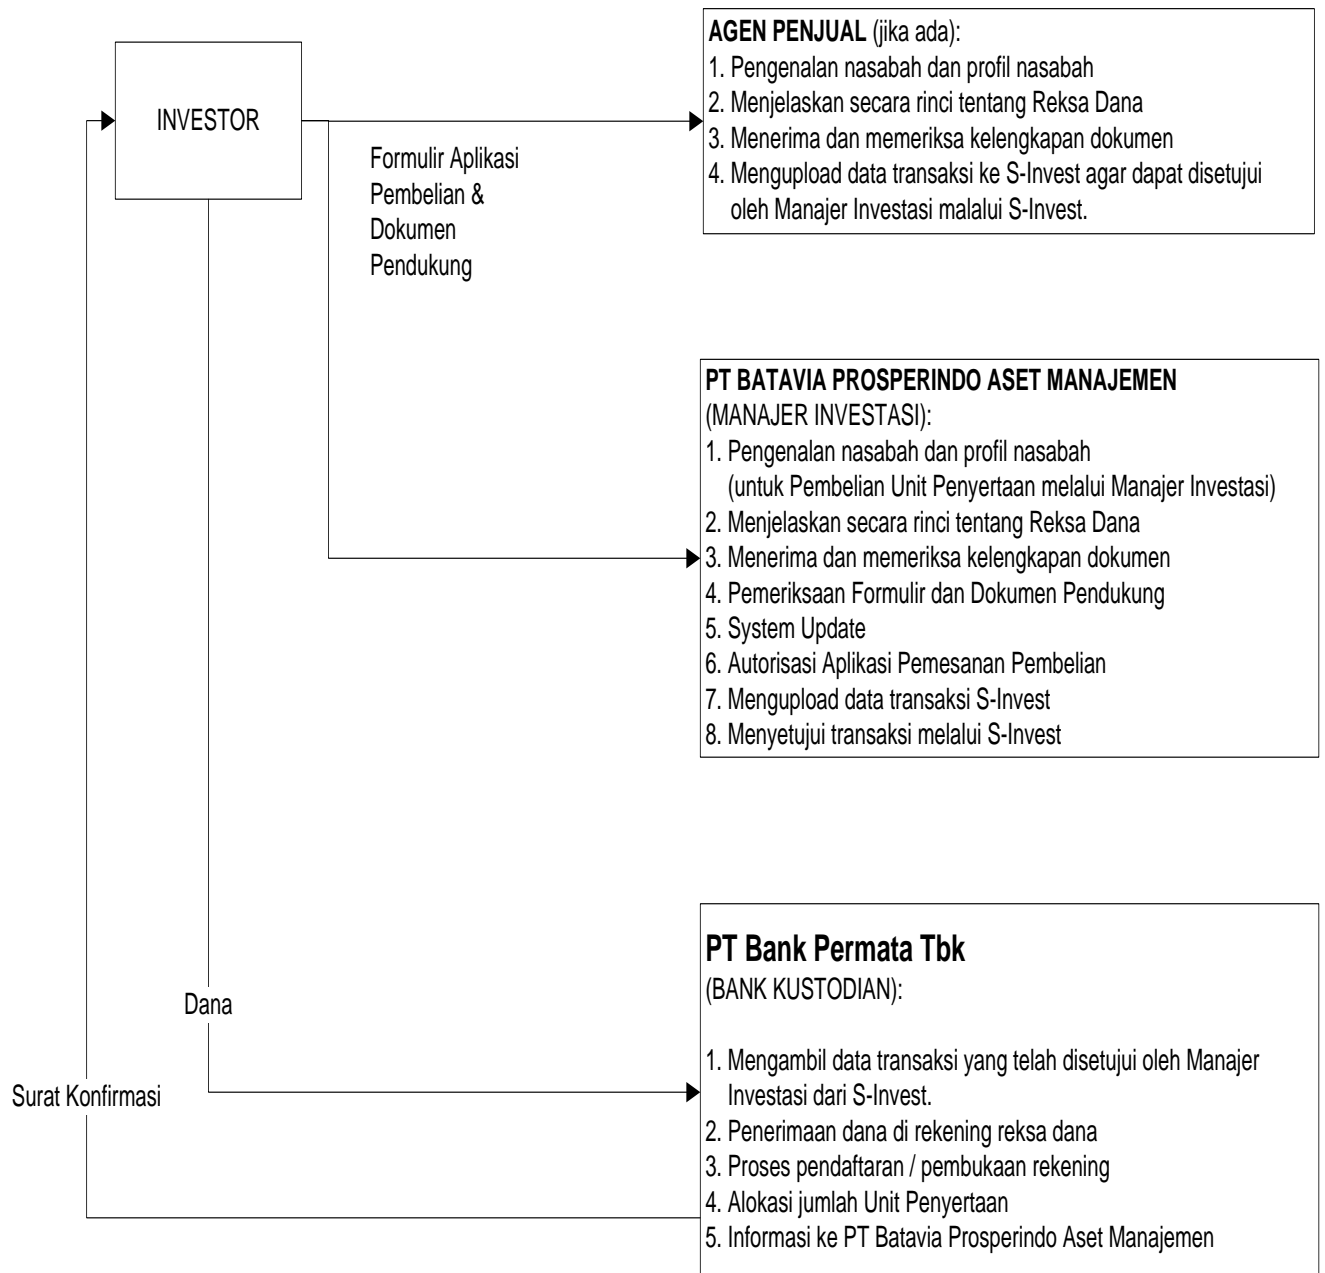 INVESTOR
Formulir Aplikasi
Pembelian &
Dokumen
Pendukung
AGEN PENJUAL (jika ada):
1. Pengenalan nasabah dan profil nasabah
2. Menjelaskan secara rinci tentang Reksa Dana
3. Menerima dan memeriksa kelengkapan dokumen
4. Mengupload data transaksi ke S-Invest agar dapat disetujui
oleh Manajer Investasi malalui S-Invest.
PT BATAVIA PROSPERINDO ASET MANAJEMEN
(MANAJER INVESTASI):
1. Pengenalan nasabah dan profil nasabah
(untuk Pembelian Unit Penyertaan melalui Manajer Investasi)
2. Menjelaskan secara rinci tentang Reksa Dana
3. Menerima dan memeriksa kelengkapan dokumen
4. Pemeriksaan Formulir dan Dokumen Pendukung
5. System Update
6. Autorisasi Aplikasi Pemesanan Pembelian
7. Mengupload data transaksi S-Invest
8. Menyetujui transaksi melalui S-Invest
Dana
Surat Konfirmasi
PT Bank Permata Tbk
(BANK KUSTODIAN):
1. Mengambil data transaksi yang telah disetujui oleh Manajer
Investasi dari S-Invest.
2. Penerimaan dana di rekening reksa dana
3. Proses pendaftaran / pembukaan rekening
4. Alokasi jumlah Unit Penyertaan
5. Informasi ke PT Batavia Prosperindo Aset Manajemen